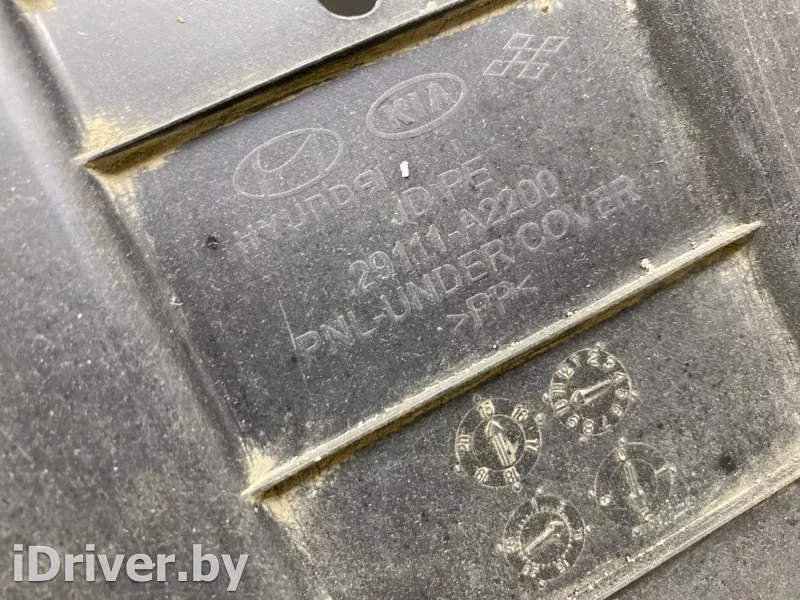 KIA
HYUNDAI
JD PE
29111-A2200
PNL-UNDER COVER
>PP<
iDriver.by